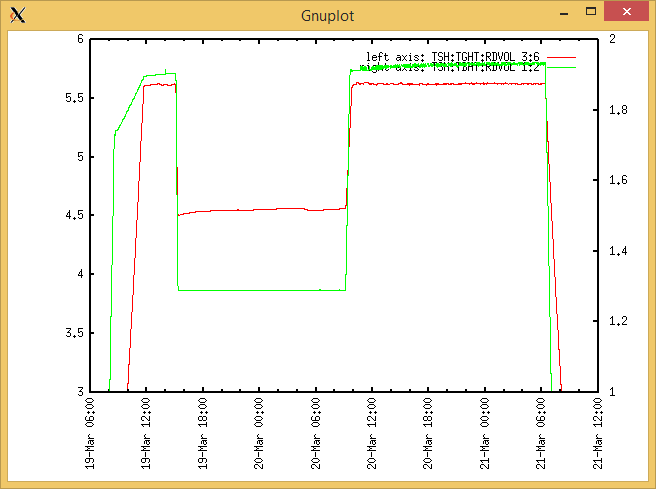 Gnuplot
6
5.5
5
4.5
4
3.5
3
2
1.8
1.6
1.4
1.2
1
left axis: TSH:TGHT:RDVOL 3:6
right axis: TSH:TGHT:RDVOL 1:2
19-Mar 06:00
19-Mar 12:00
19-Mar 18:00
20-Mar 00:00
20-Mar 06:00
20-Mar 12:00
20-Mar 18:00
21-Mar 00:00
21-Mar 06:00
21-Mar 12:00